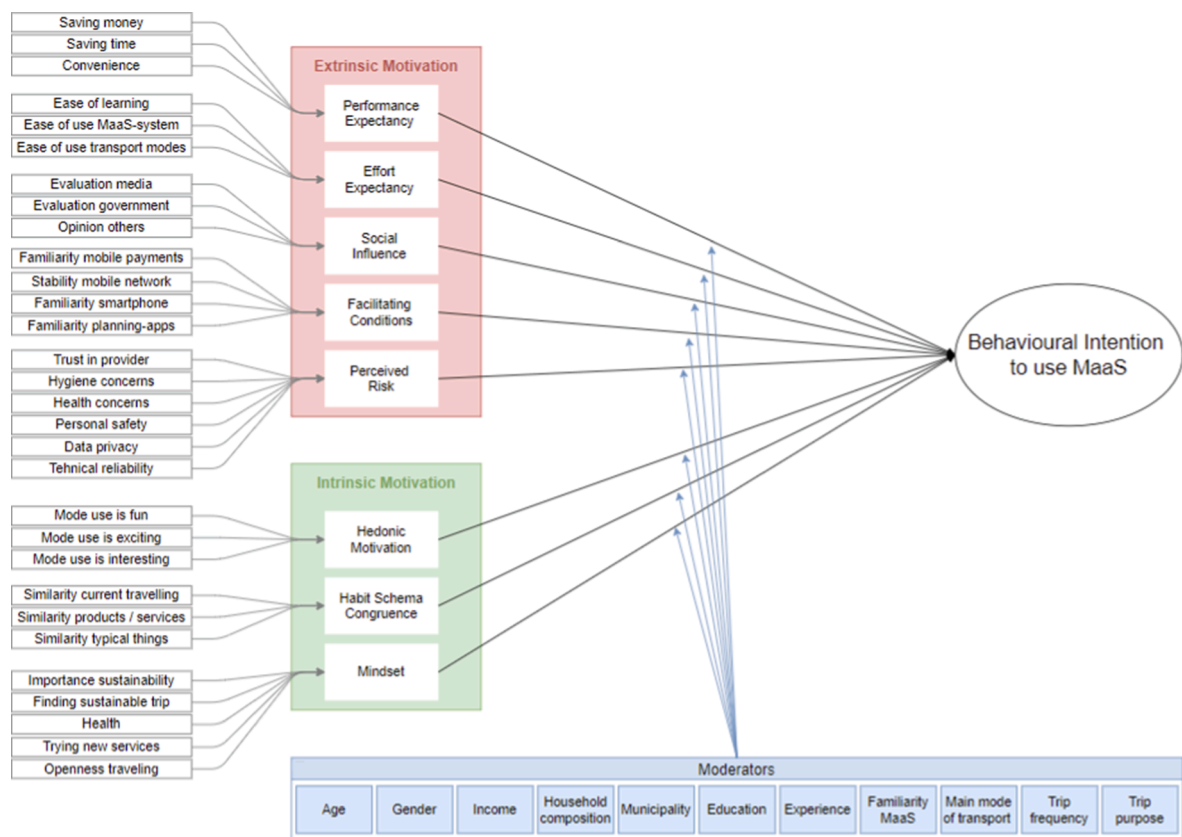 Saving money
Saving time
Convenience
Ease of learning
Ease of use MaaS-system
Ease of use transport modes
Evaluation media
Evaluation government
Opinion others
Familiarity mobile payments
Stability mobile network
Familiarity smartphone
Familiarity planning-apps
Trust in provider
Hygiene concerns
Health concerns
Personal safety
Data privacy
Tehnical reliability
Mode use is fun
Mode use is exciting
Mode use is interesting
Similarity current travelling
Similarity products / services
Similarity typical things
Importance sustainability
Finding sustainable trip
Health
Trying new services
Openness traveling
Extrinsic Motivation
Performance
Expectancy
Effort
Expectancy
Social
Influence
Facilitating
Conditions
Perceived
Risk
Intrinsic Motivation
Hedonic
Motivation
Habit Schema
Congruence
Mindset
Behavioural Intention
to use MaaS
Moderators
Age
Gender
Income
Household
composition
Municipality
Education
Experience
Familiarity
MaaS
Main mode
of transport
Trip
frequency
Trip
purpose